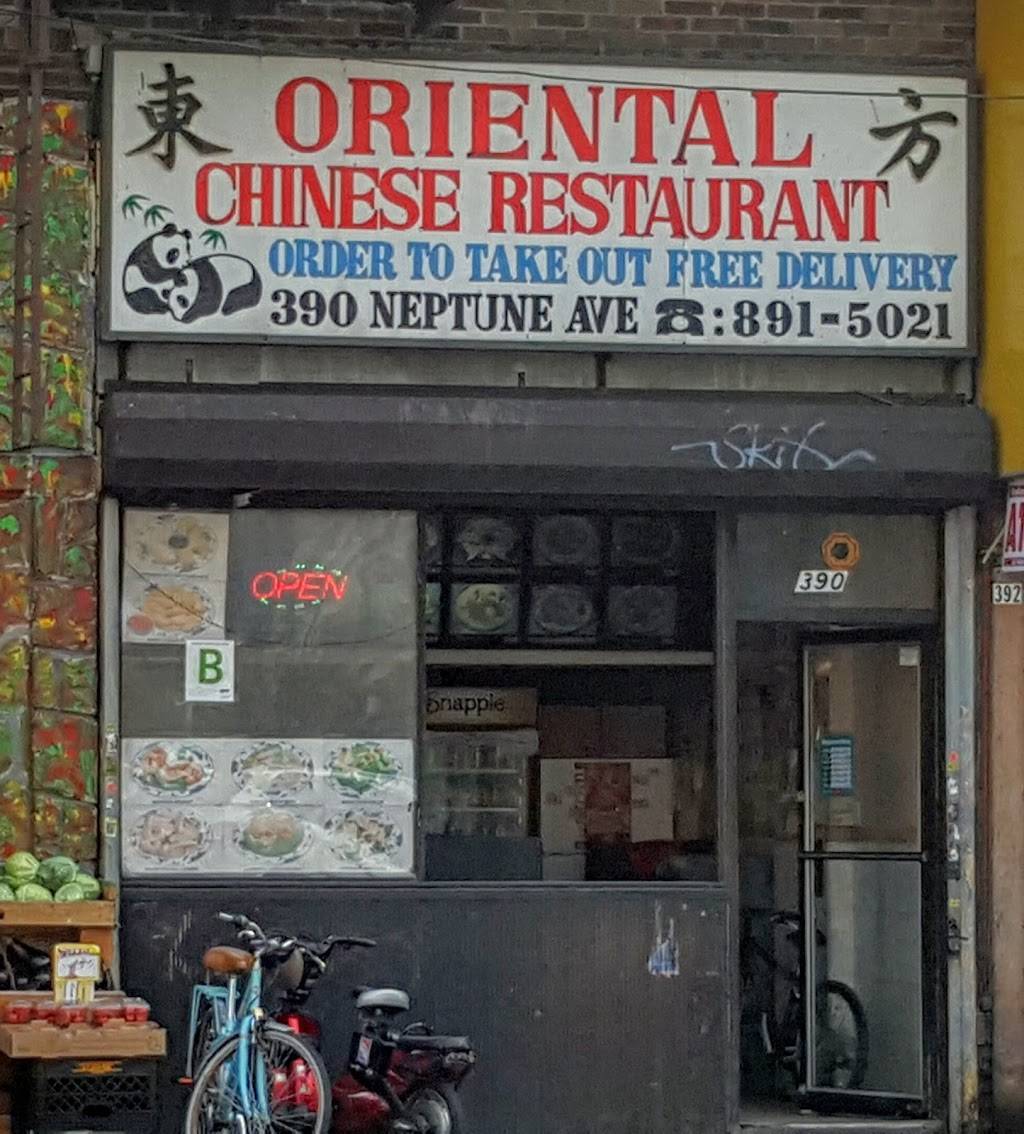 東 ORIENTAL 方
CHINESE RESTAURANT
ORDER TO TAKE OUT FREE DELIVERY
390 NEPTUNE AVE ☎:891-5021
SKIX
OPEN
390
392
B
Snapple